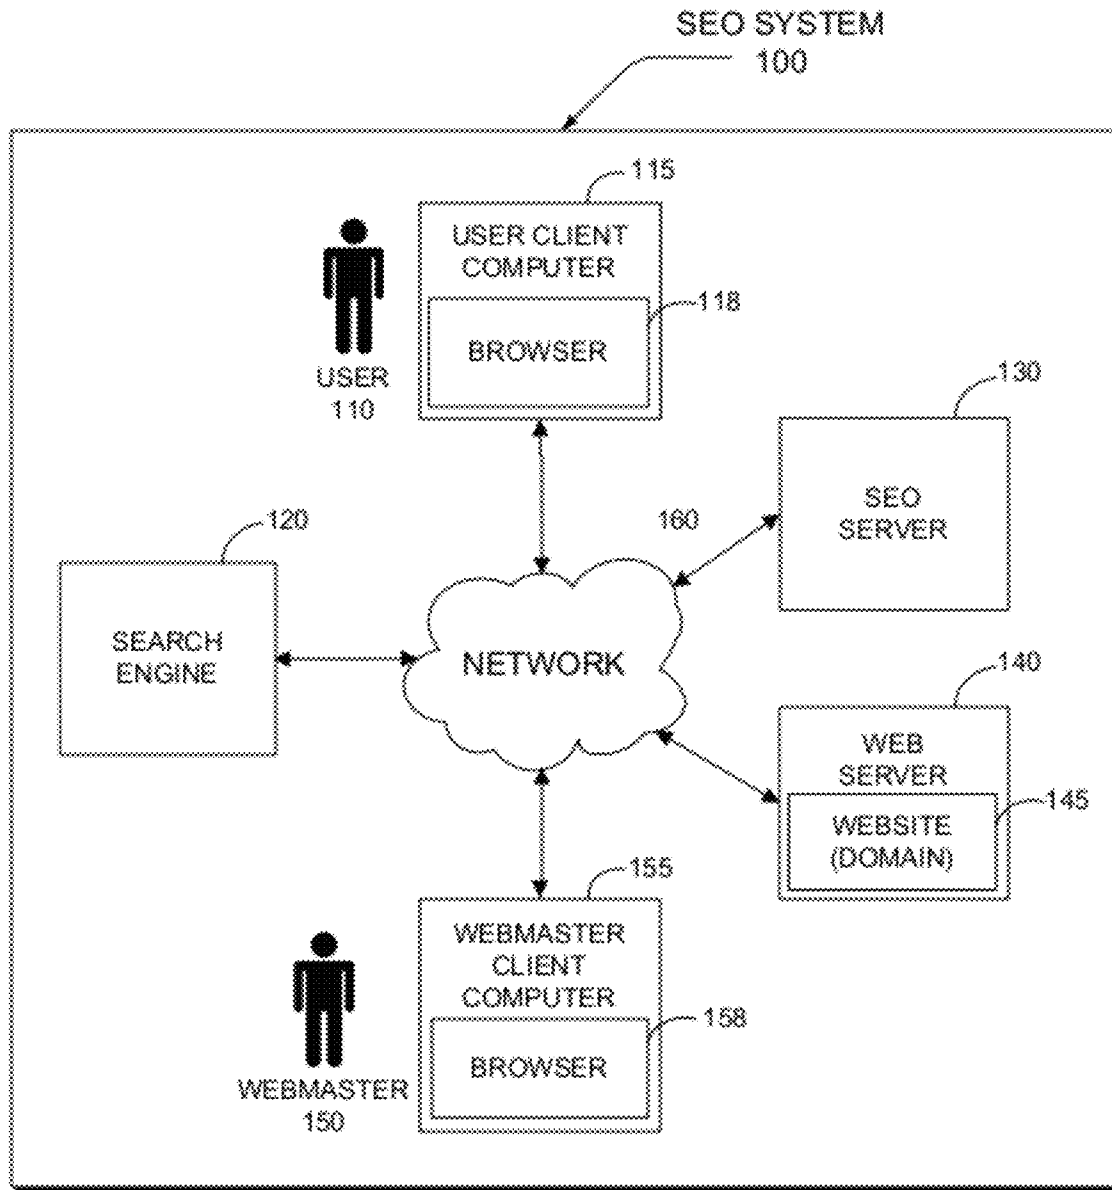 SEO SYSTEM
100
115
USER CLIENT
COMPUTER
118
BROWSER
USER
110
130
SEO
SERVER
160
120
SEARCH
ENGINE
NETWORK
140
WEB
SERVER
145
WEBSITE
(DOMAIN)
155
WEBMASTER
CLIENT
COMPUTER
158
BROWSER
WEBMASTER
150